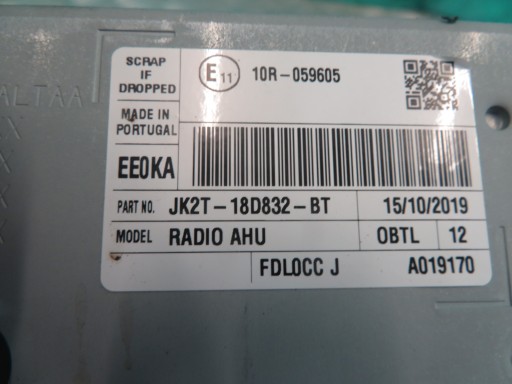 SCRAP
IF
DROPPED
E11
10R-059605
ALTAA
MADE IN
PORTUGAL
EE0KA
PART NO. JK2T-18D832-BT 15/10/2019
MODEL RADIO AHU OBTL 12
FDL0CC J A019170